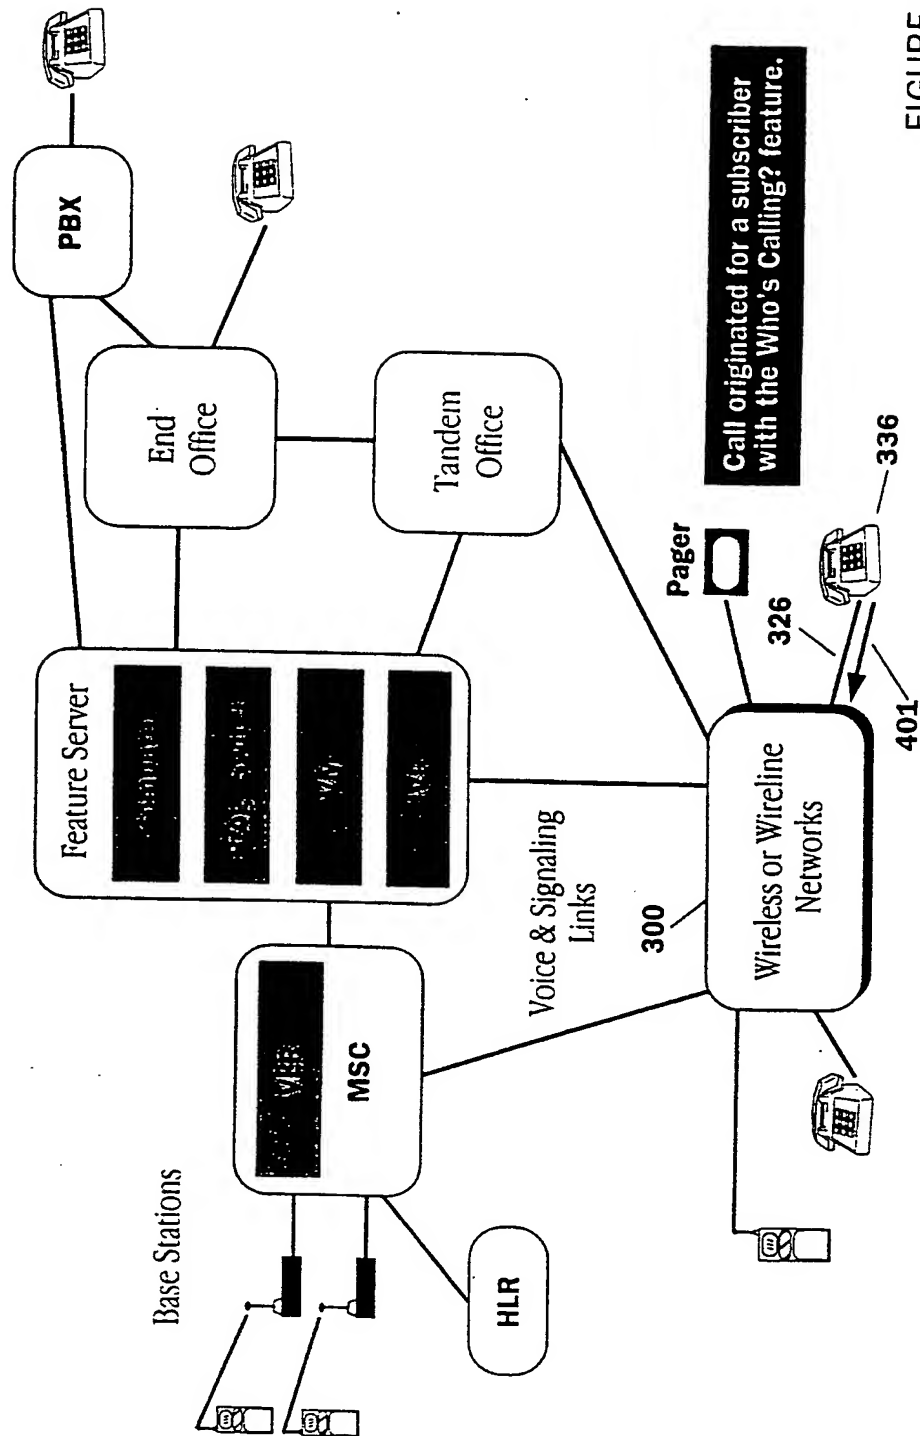 PBX
End
Office
Tandem
Office
Feature Server
VM
MSC
Base Stations
HLR
Voice & Signaling
Links
300
Wireless or Wireline
Networks
Pager
326
336
401
Call originated for a subscriber
with the Who's Calling? feature.
FIGURE